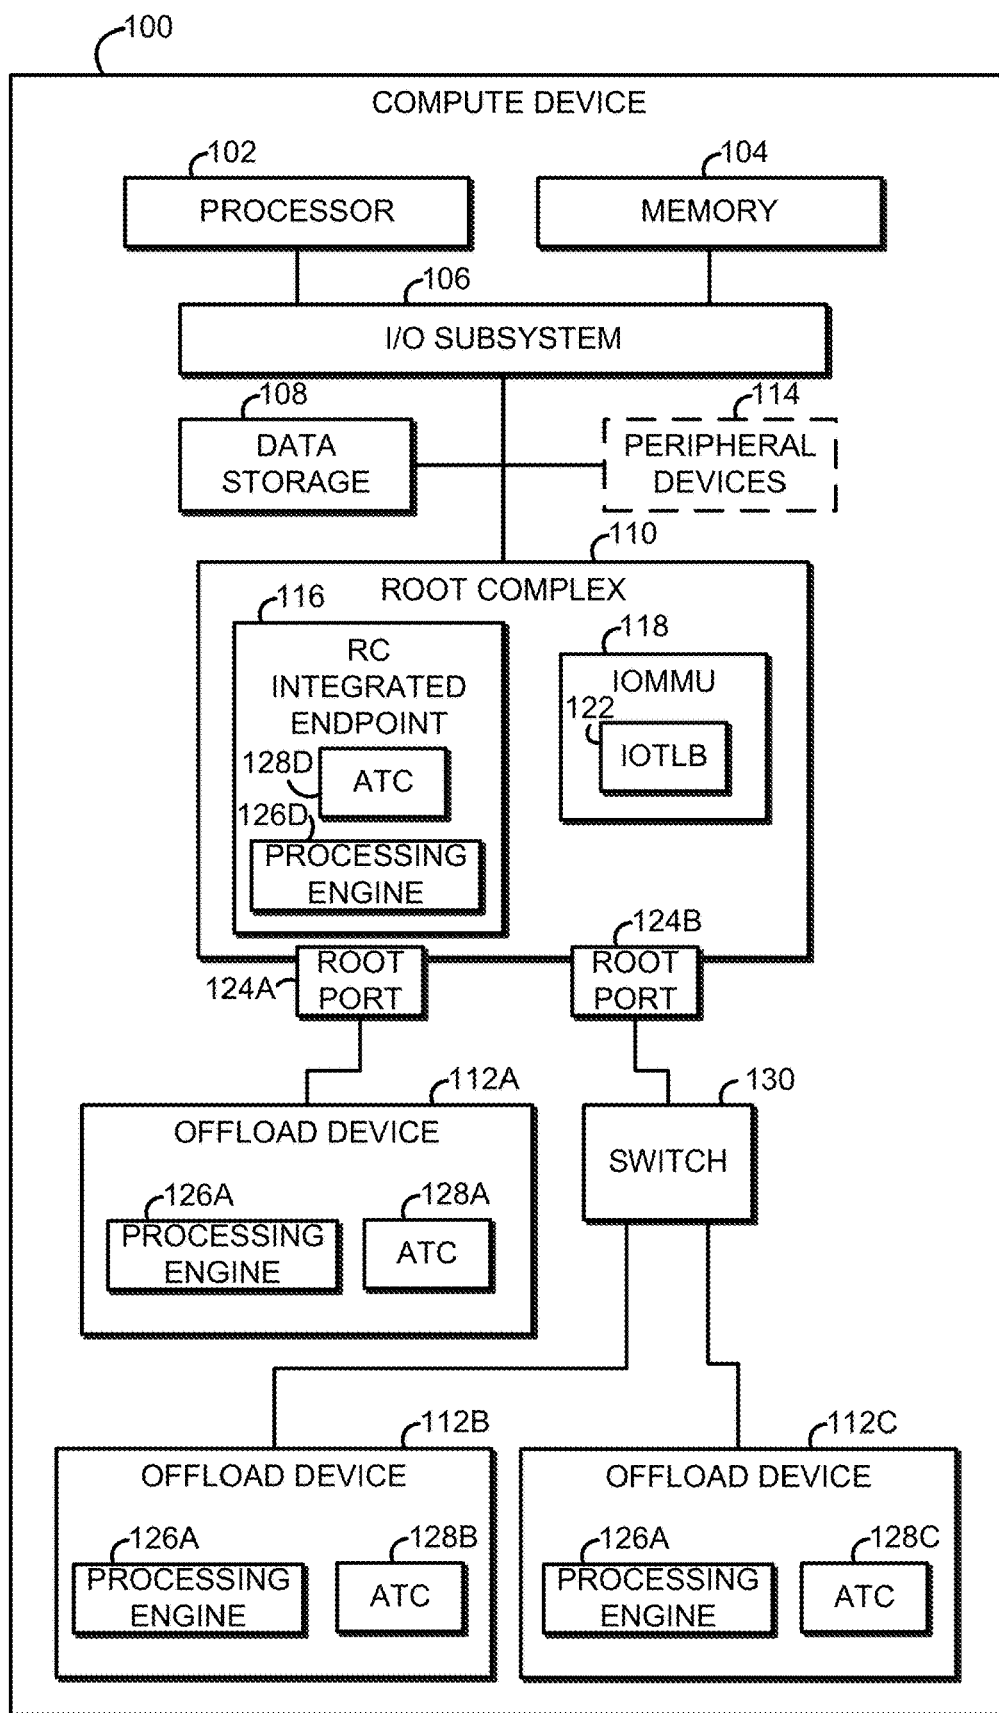 100
COMPUTE DEVICE
102
104
PROCESSOR
MEMORY
106
I/O SUBSYSTEM
108
114
DATA
STORAGE
PERIPHERAL
DEVICES
110
ROOT COMPLEX
116
118
RC
INTEGRATED
ENDPOINT
IOMMU
122
IOTLB
128D
ATC
126D
PROCESSING
ENGINE
124B
ROOT
PORT
124A
ROOT
PORT
112A
130
OFFLOAD DEVICE
SWITCH
126A
128A
PROCESSING
ENGINE
ATC
112B
112C
OFFLOAD DEVICE
OFFLOAD DEVICE
126A
128B
126A
128C
PROCESSING
ENGINE
ATC
PROCESSING
ENGINE
ATC